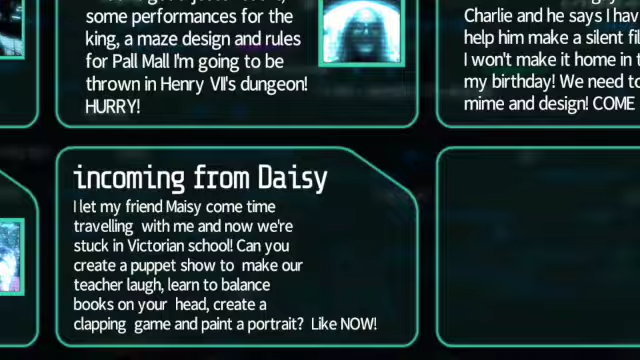 some performances for the
king, a maze design and rules
for Pall Mall I'm going to be
thrown in Henry VII's dungeon!
HURRY!
Charlie and he says I hav
help him make a silent fil
I won't make it home in t
my birthday! We need to
mime and design! COME
incoming from Daisy
I let my friend Maisy come time
travelling with me and now we're
stuck in Victorian school! Can you
create a puppet show to make our
teacher laugh, learn to balance
books on your head, create a
clapping game and paint a portrait? Like NOW!